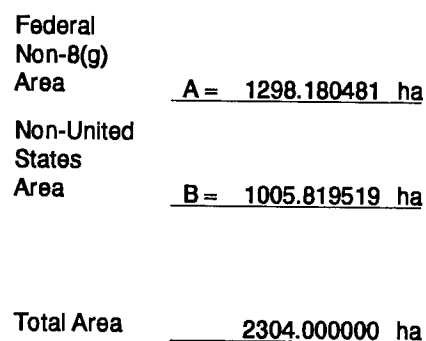 Federal
Non-8(g)
Area A = 1298.180481 ha
Non-United
States
Area B = 1005.819519 ha
Total Area 2304.000000 ha